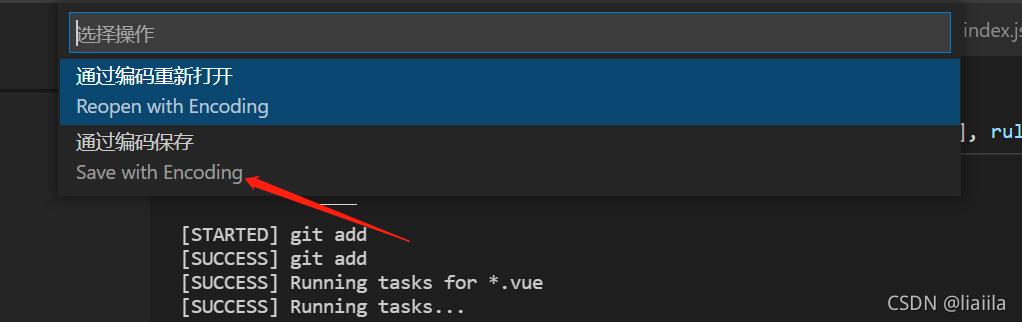 选择操作
index.js
通过编码重新打开
Reopen with Encoding
], rul
通过编码保存
Save with Encoding
[STARTED] git add
[SUCCESS] git add
[SUCCESS] Running tasks for *.vue
[SUCCESS] Running tasks...
CSDN @liaiila